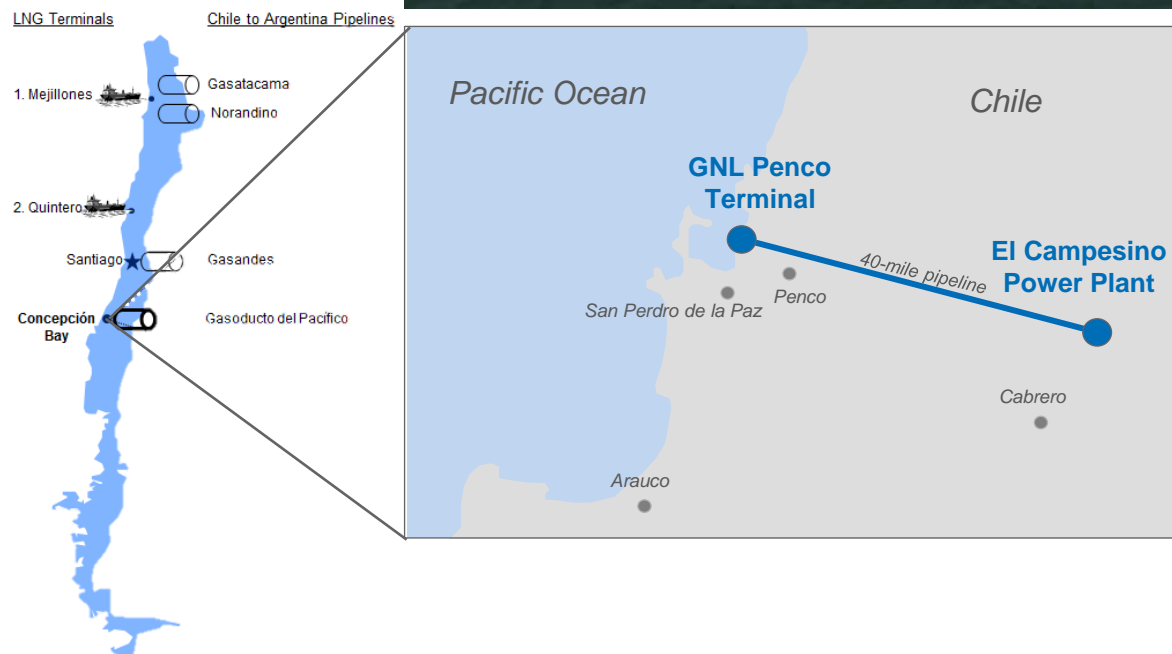 LNG Terminals
Chile to Argentina Pipelines
1. Mejillones
Gasatacama
Norandino
2. Quintero
Santiago
Gasandes
Concepción
Bay
Gasoducto del Pacífico
Pacific Ocean
Chile
GNL Penco
Terminal
El Campesino
Power Plant
40-mile pipeline
Penco
San Perdro de la Paz
Cabrero
Arauco